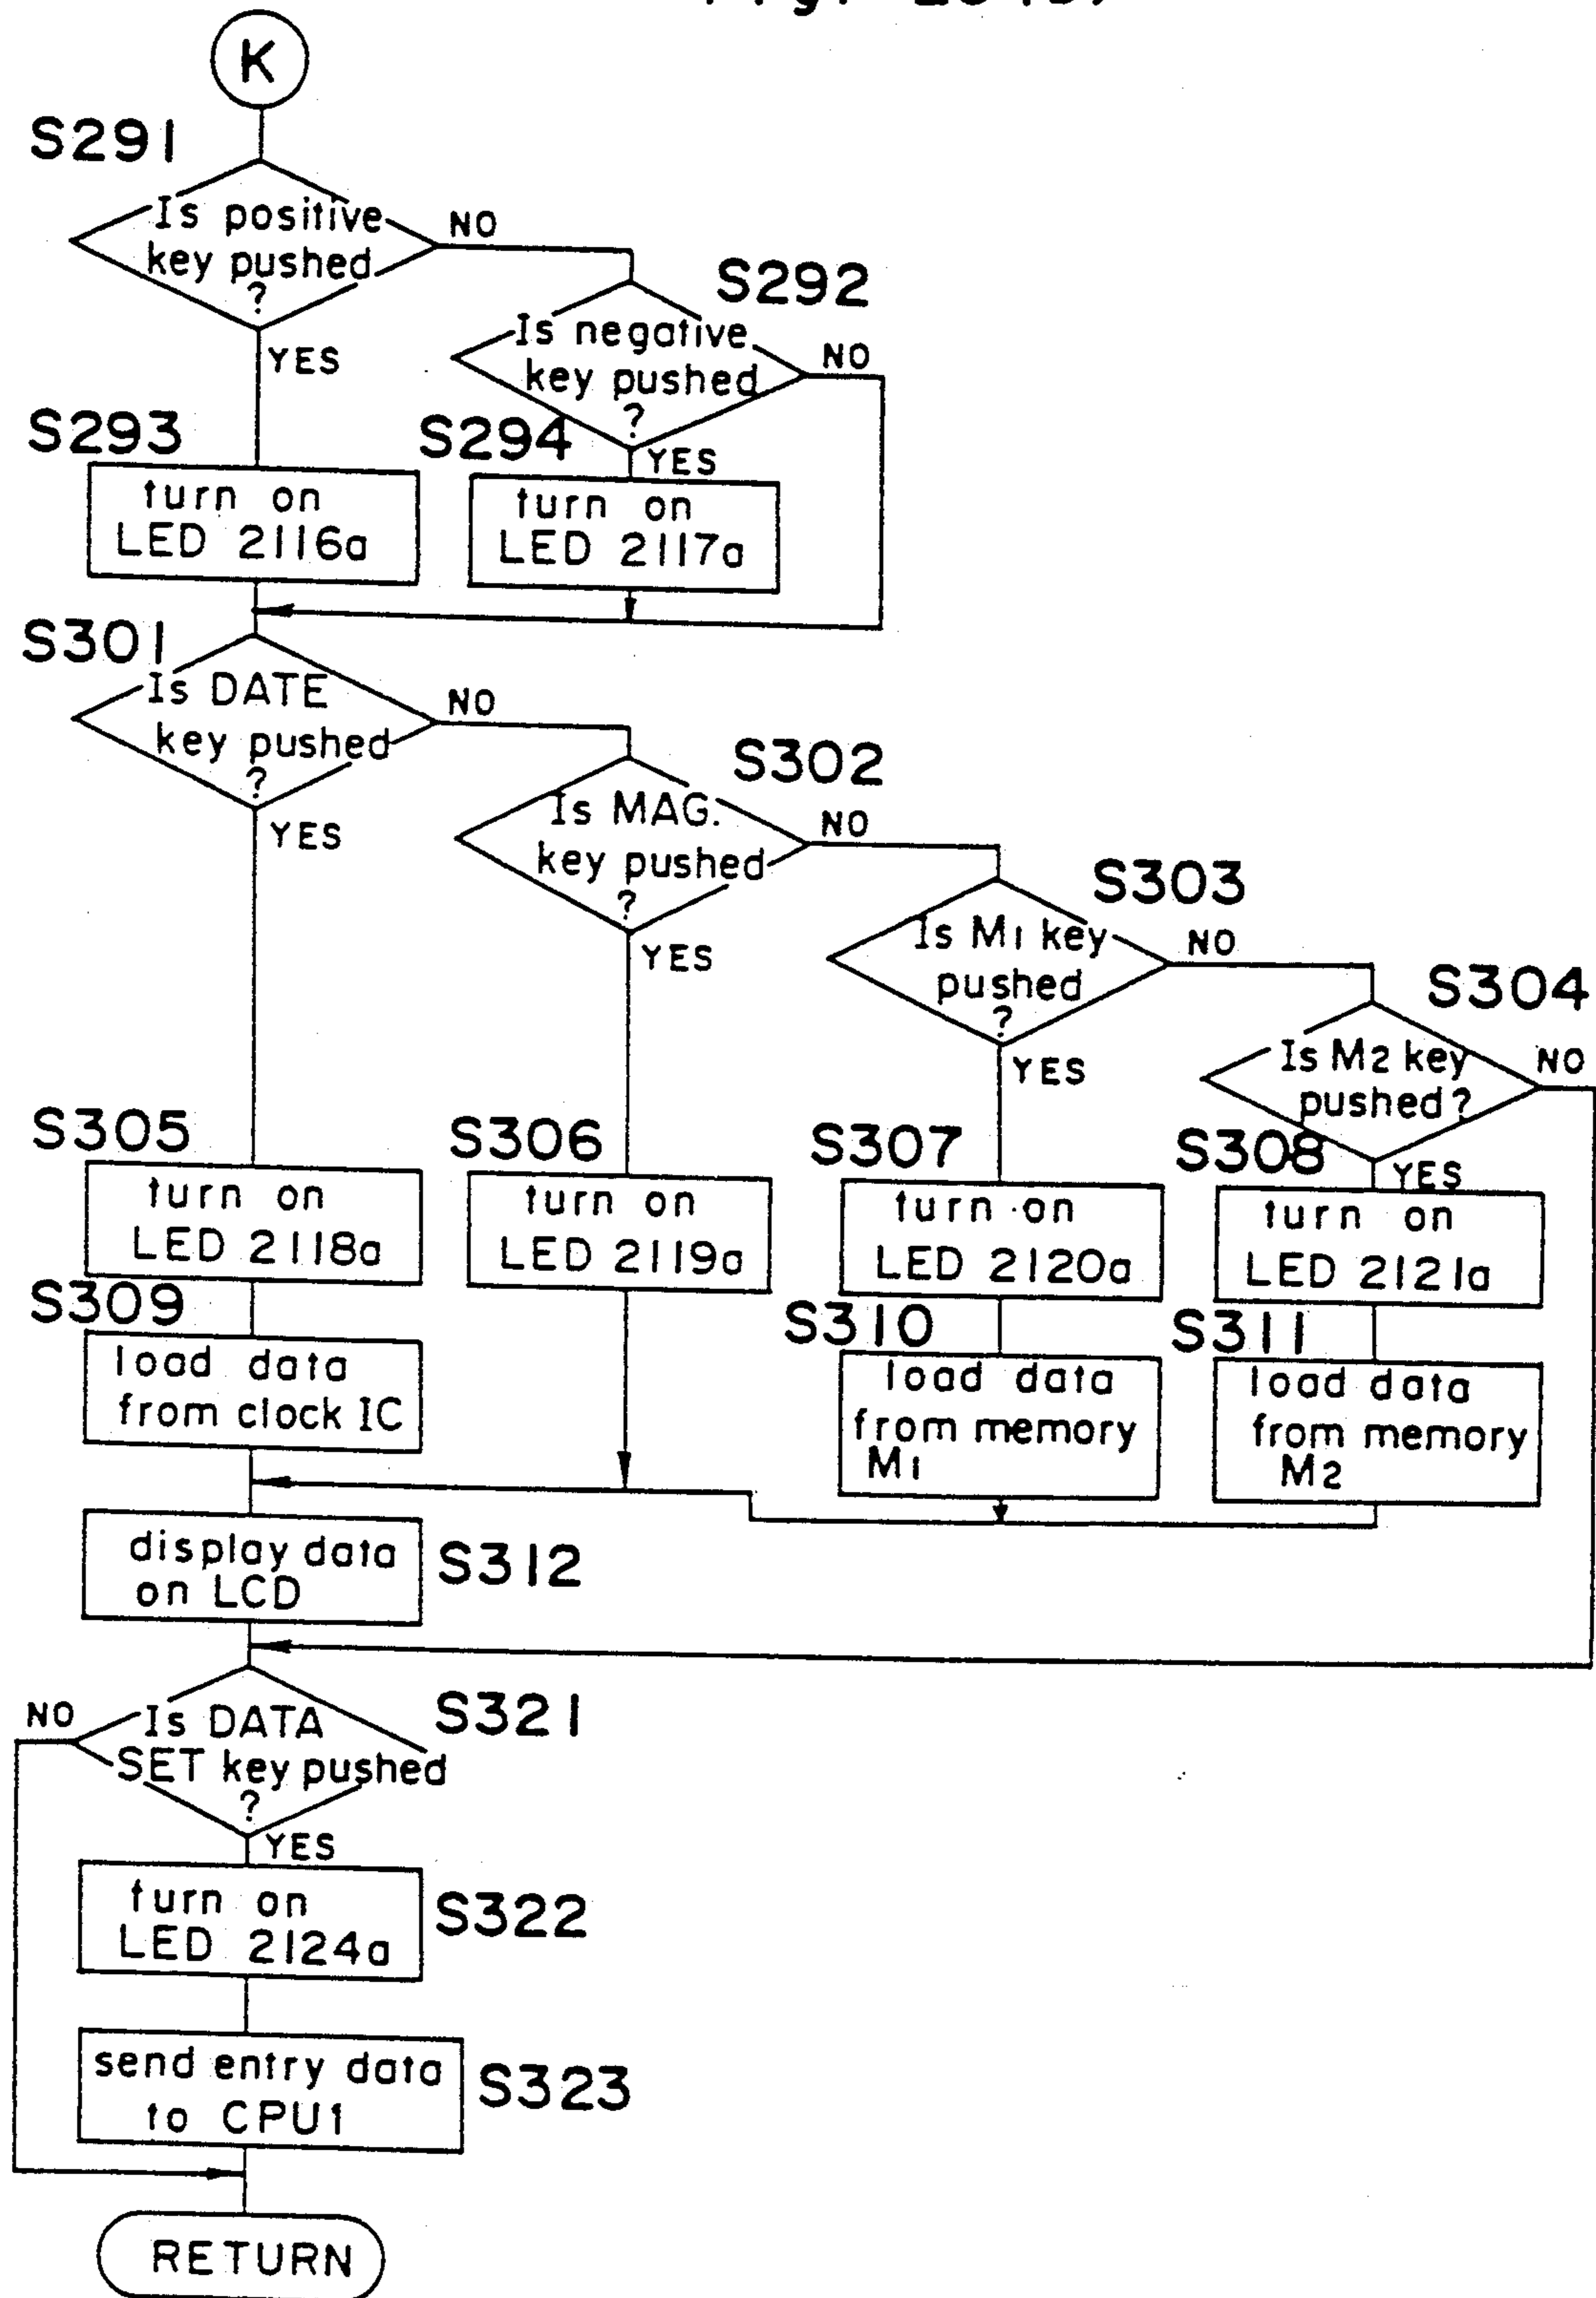 K
S291
Is positive
key pushed
?
NO
YES
S292
Is negative
key pushed
?
NO
YES
S293
turn on
LED 2116a
S294
turn on
LED 2117a
S301
Is DATE
key pushed
?
NO
YES
S302
Is MAG.
key pushed
?
NO
YES
S303
Is M1 key
pushed
?
NO
YES
S304
Is M2 key
pushed?
NO
YES
S305
turn on
LED 2118a
S306
turn on
LED 2119a
S307
turn on
LED 2120a
S308
turn on
LED 2121a
S309
load data
from clock IC
S310
load data
from memory
M1
S311
load data
from memory
M2
display data
on LCD
S312
NO
Is DATA
SET key pushed
?
S321
YES
turn on
LED 2124a
S322
send entry data
to CPU1
S323
RETURN